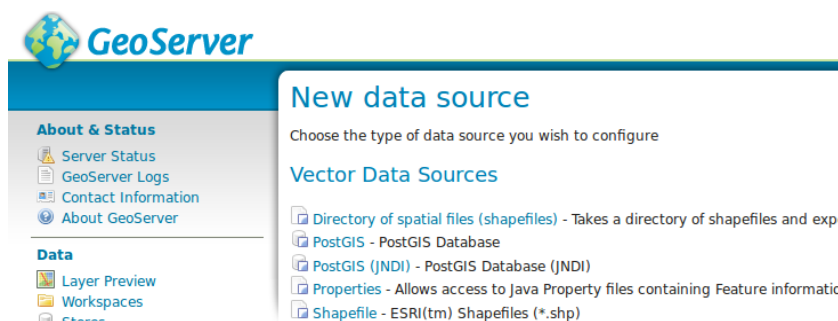 GeoServer
About & Status
Server Status
GeoServer Logs
Contact Information
About GeoServer
Data
Layer Preview
Workspaces
Stores
New data source
Choose the type of data source you wish to configure
Vector Data Sources
Directory of spatial files (shapefiles) - Takes a directory of shapefiles and exp
PostGIS - PostGIS Database
PostGIS (JNDI) - PostGIS Database (JNDI)
Properties - Allows access to Java Property files containing Feature informatic
Shapefile - ESRI(tm) Shapefiles (*.shp)